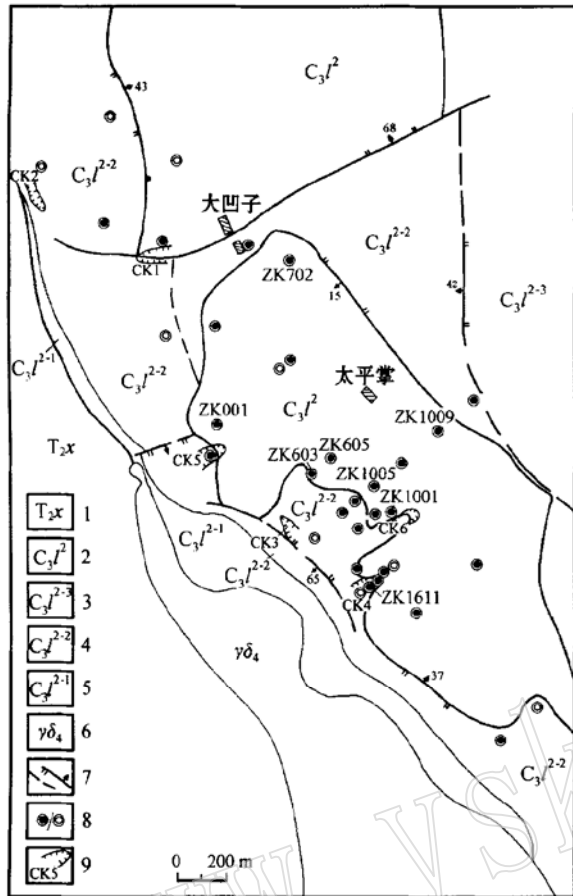 C₃l²
43
68
C₃l²⁻²
CK2
大凹子
CK1
C₃l²⁻²
ZK702
15
42
C₃l²⁻³
C₃l²⁻¹
C₃l²⁻²
太平掌
C₃l²
ZK001
ZK1009
T₂x
ZK605
CK5
ZK603
ZK1005
C₃l²⁻²
ZK1001
CK6
C₃l²⁻¹
CK3
C₃l²⁻²
65
CK4
ZK1611
γδ₄
37
C₃l²⁻²
T₂x 1
C₃l² 2
C₃l²⁻³ 3
C₃l²⁻² 4
C₃l²⁻¹ 5
γδ₄ 6
7
/ 8
CK5 9
0 200 m